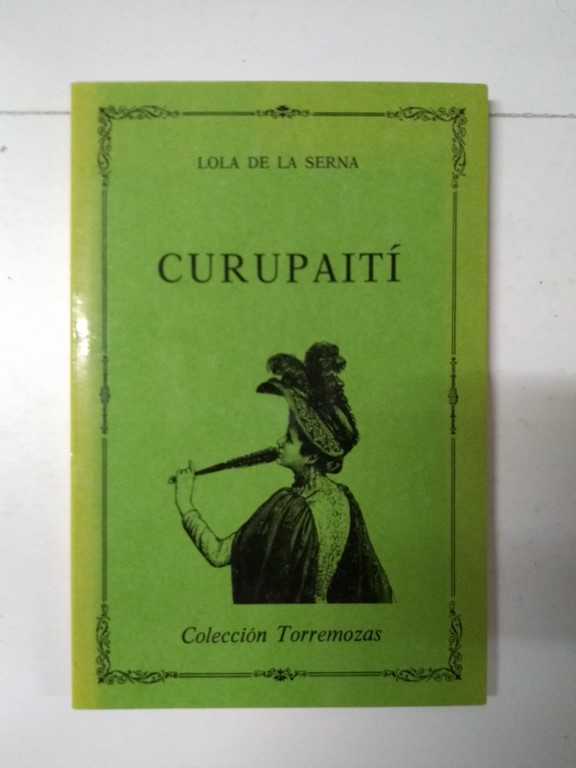 LOLA DE LA SERNA
CURUPAITÍ
Colección Torremozas